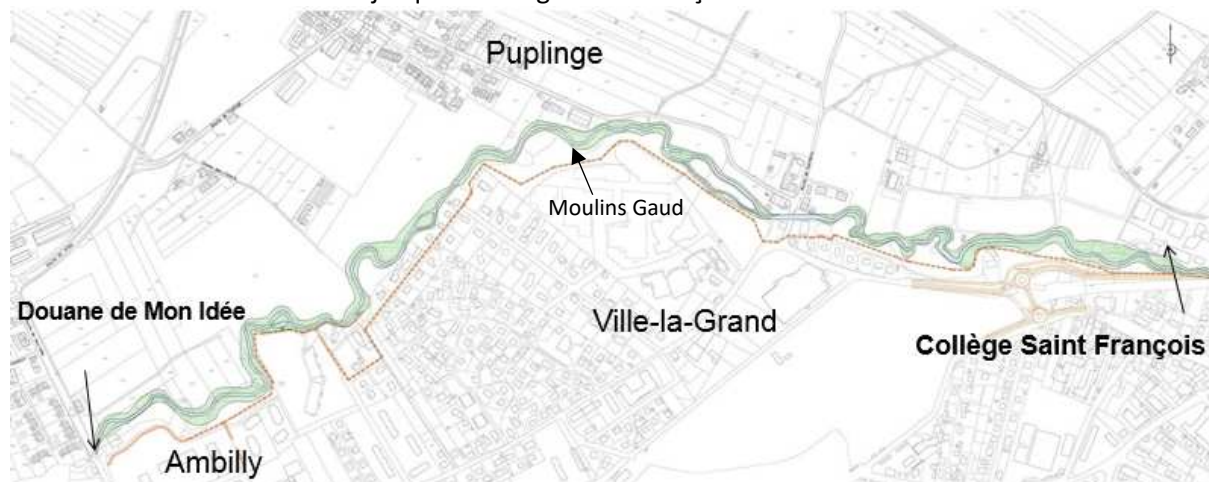 Puplinge
Moulins Gaud
Douane de Mon Idée
Ville-la-Grand
Collège Saint François
Ambilly